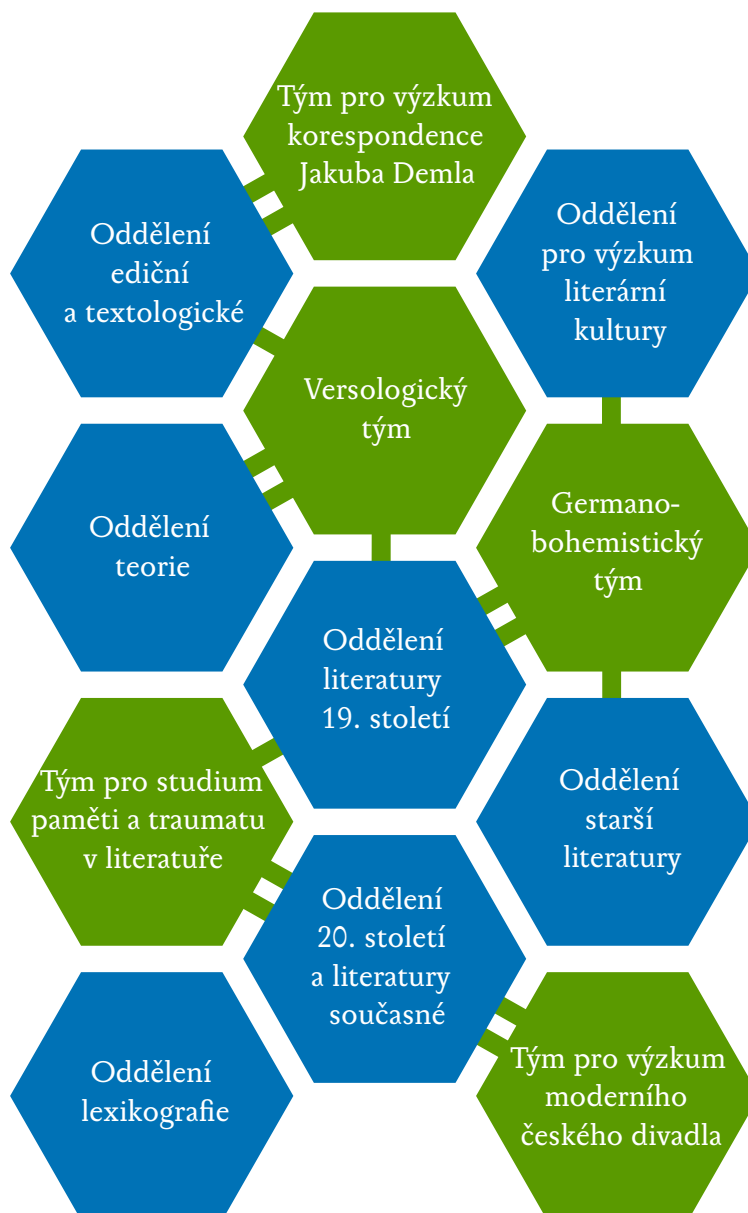 Tým pro výzkum
korespondence
Jakuba Demla
Oddělení
ediční
a textologické
Oddělení
pro výzkum
literární
kultury
Versologický
tým
Oddělení
teorie
Germano-
bohemistický
tým
Oddělení
literatury
19. století
Tým pro studium
paměti a traumatu
v literatuře
Oddělení
starší
literatury
Oddělení
20. století
a literatury
současné
Oddělení
lexikografie
Tým pro výzkum
moderního
českého divadla